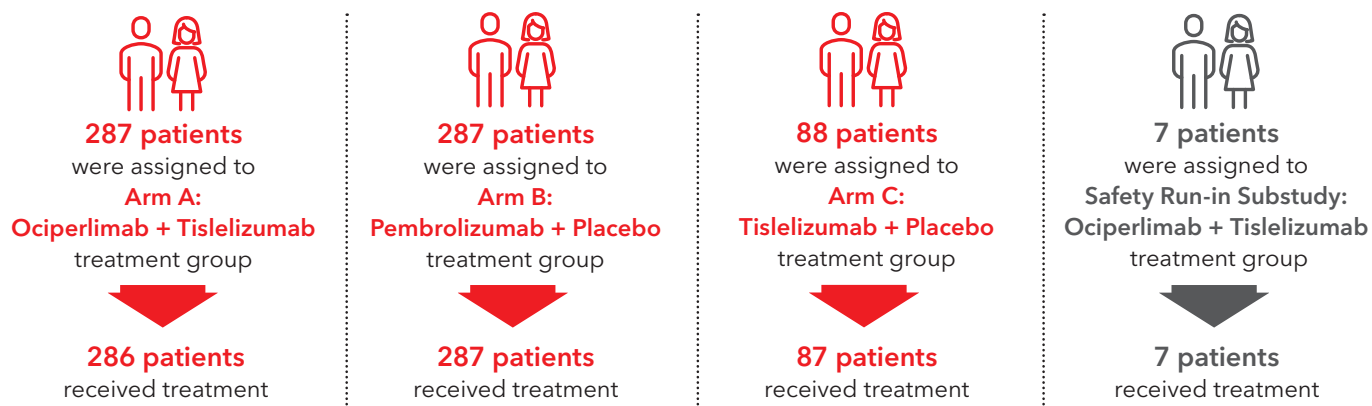 287 patients
were assigned to
Arm A:
Ociperlimab + Tislelizumab
treatment group
286 patients
received treatment
287 patients
were assigned to
Arm B:
Pembrolizumab + Placebo
treatment group
287 patients
received treatment
88 patients
were assigned to
Arm C:
Tislelizumab + Placebo
treatment group
87 patients
received treatment
7 patients
were assigned to
Safety Run-in Substudy:
Ociperlimab + Tislelizumab
treatment group
7 patients
received treatment